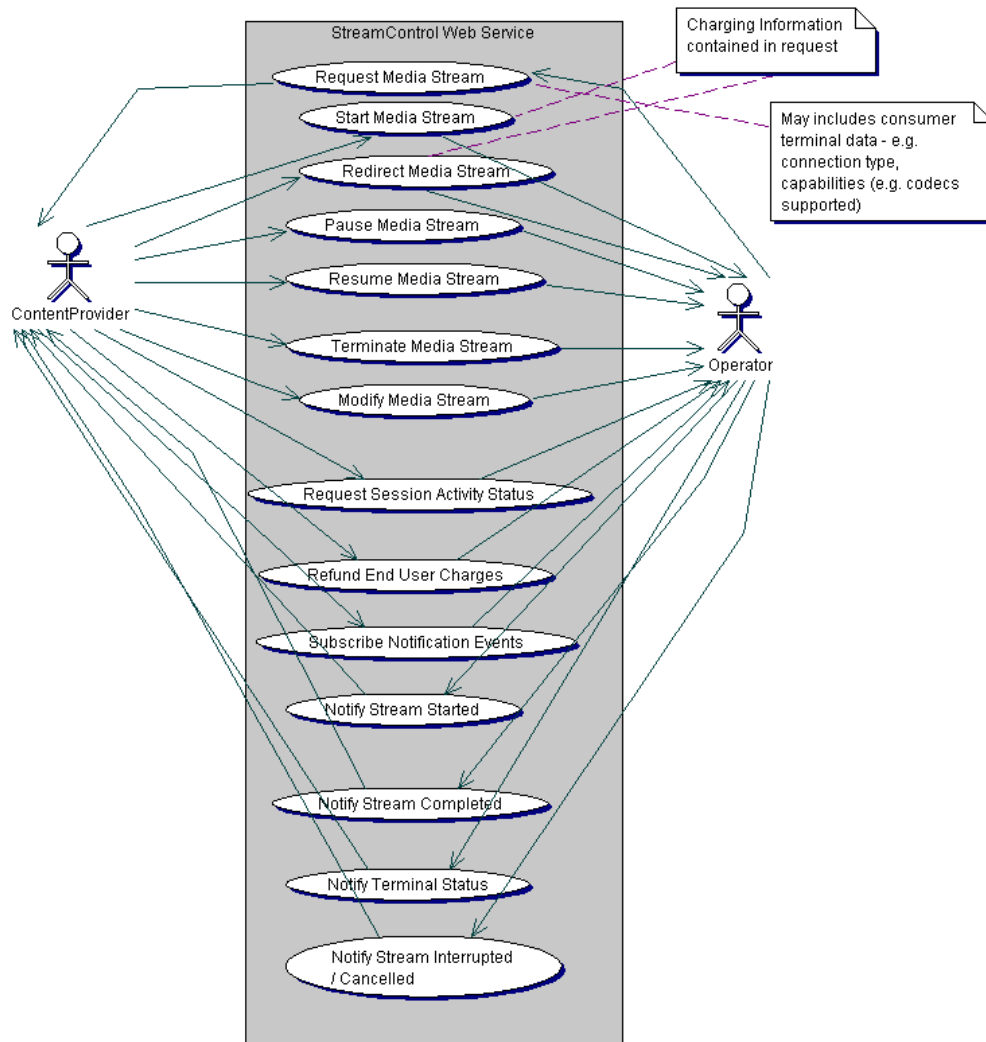 StreamControl Web Service
Charging Information
contained in request
Request Media Stream
Start Media Stream
May includes consumer
terminal data - e.g.
connection type,
capabilities (e.g. codecs
supported)
Redirect Media Stream
Pause Media Stream
Resume Media Stream
ContentProvider
Terminate Media Stream
Operator
Modify Media Stream
Request Session Activity Status
Refund End User Charges
Subscribe Notification Events
Notify Stream Started
Notify Stream Completed
Notify Terminal Status
Notify Stream Interrupted
/ Cancelled